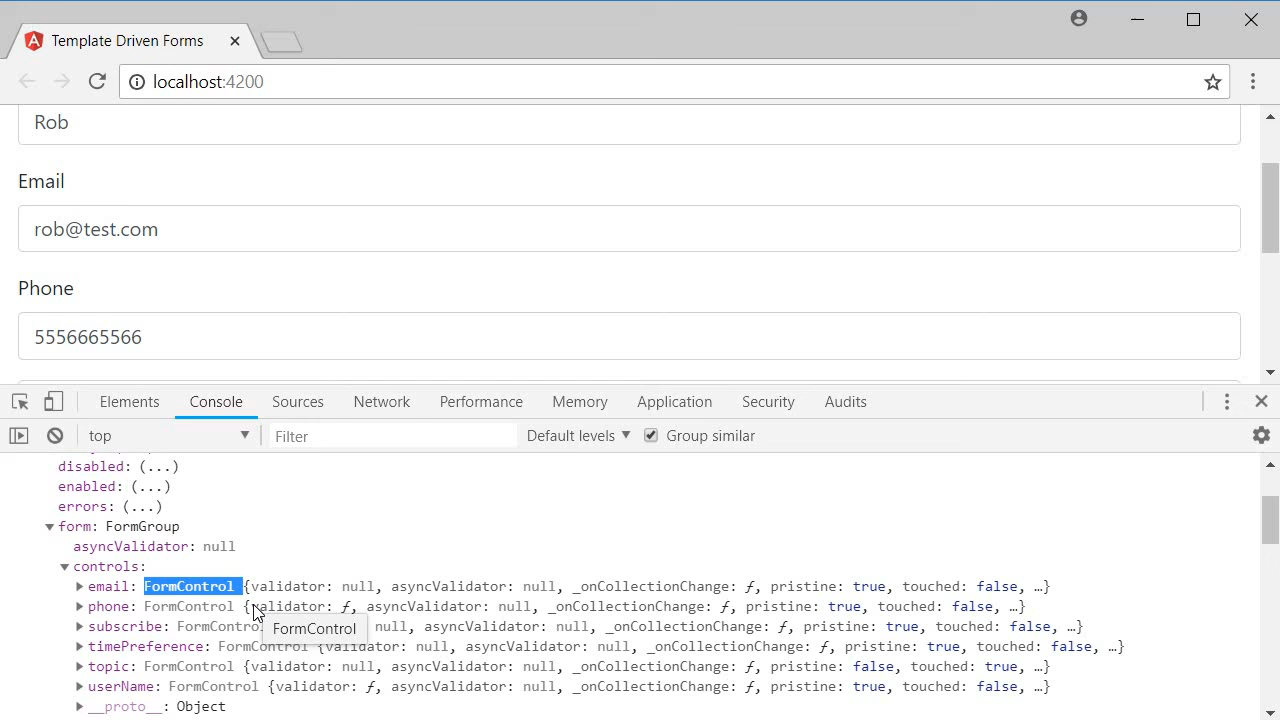 Template Driven Forms
localhost:4200
Rob
Email
rob@test.com
Phone
5556665566
Elements Console Sources Network Performance Memory Application Security Audits
top Filter Default levels Group similar
disabled: (...)
enabled: (...)
errors: (...)
form: FormGroup
asyncValidator: null
controls:
email: FormControl {validator: null, asyncValidator: null, _onCollectionChange: ƒ, pristine: true, touched: false, …}
phone: FormControl {validator: ƒ, asyncValidator: null, _onCollectionChange: ƒ, pristine: true, touched: false, …}
subscribe: FormControl null, asyncValidator: null, _onCollectionChange: ƒ, pristine: true, touched: false, …}
FormControl
timePreference: FormControl {validator: null, asyncValidator: null, _onCollectionChange: ƒ, pristine: true, touched: false, …}
topic: FormControl {validator: null, asyncValidator: null, _onCollectionChange: ƒ, pristine: false, touched: true, …}
userName: FormControl {validator: ƒ, asyncValidator: null, _onCollectionChange: ƒ, pristine: true, touched: false, …}
__proto__: Object